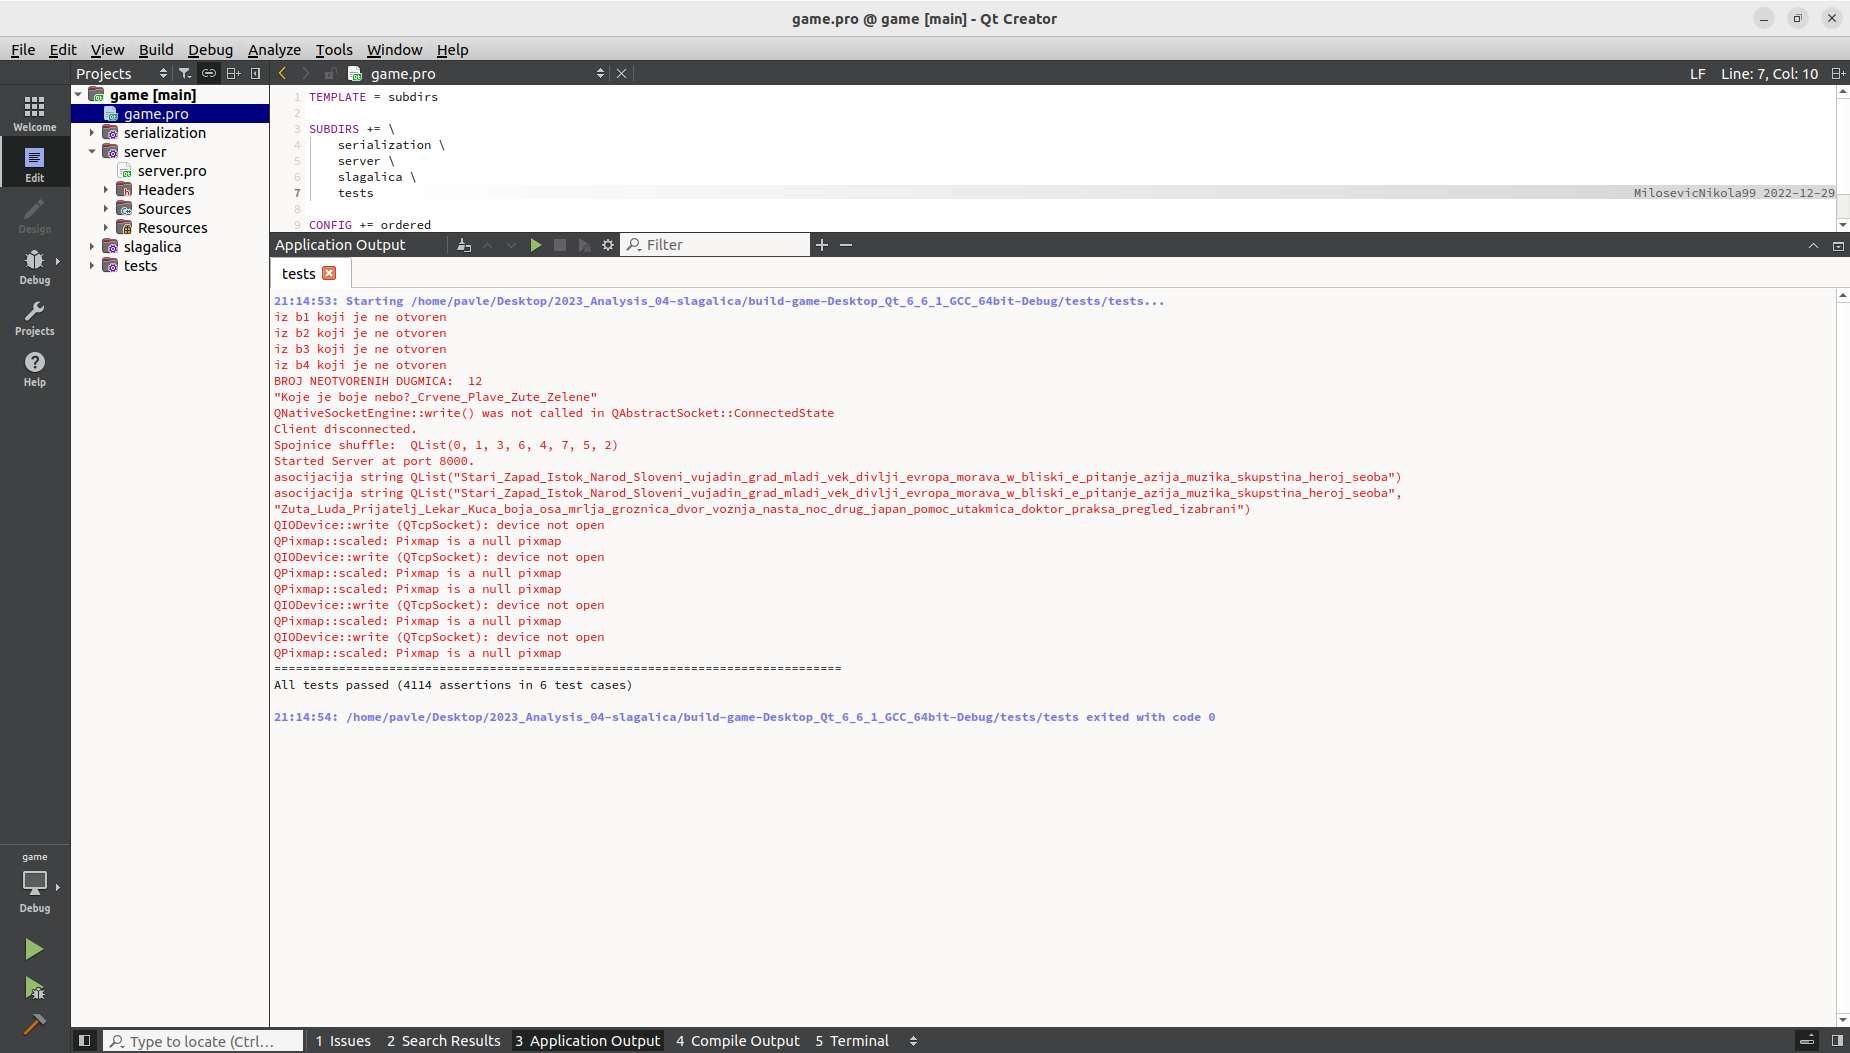 game.pro @ game [main] - Qt Creator
File Edit View Build Debug Analyze Tools Window Help
Projects
game.pro
LF Line: 7, Col: 10
Welcome
Edit
Design
Debug
Projects
Help
game [main]
game.pro
serialization
server
server.pro
Headers
Sources
Resources
slagalica
tests
1 TEMPLATE = subdirs
2
3 SUBDIRS += \
4 serialization \
5 server \
6 slagalica \
7 tests MilosevicNikola99 2022-12-29
8
9 CONFIG += ordered
Application Output Filter
tests
21:14:53: Starting /home/pavle/Desktop/2023_Analysis_04-slagalica/build-game-Desktop_Qt_6_6_1_GCC_64bit-Debug/tests/tests...
iz b1 koji je ne otvoren
iz b2 koji je ne otvoren
iz b3 koji je ne otvoren
iz b4 koji je ne otvoren
BROJ NEOTVORENIH DUGMICA:  12
"Koje je boje nebo?_Crvene_Plave_Zute_Zelene"
QNativeSocketEngine::write() was not called in QAbstractSocket::ConnectedState
Client disconnected.
Spojnice shuffle:  QList(0, 1, 3, 6, 4, 7, 5, 2)
Started Server at port 8000.
asocijacija string QList("Stari_Zapad_Istok_Narod_Sloveni_vujadin_grad_mladi_vek_divlji_evropa_morava_w_bliski_e_pitanje_azija_muzika_skupstina_heroj_seoba")
asocijacija string QList("Stari_Zapad_Istok_Narod_Sloveni_vujadin_grad_mladi_vek_divlji_evropa_morava_w_bliski_e_pitanje_azija_muzika_skupstina_heroj_seoba",
"Zuta_Luda_Prijatelj_Lekar_Kuca_boja_osa_mrlja_groznica_dvor_voznja_nasta_noc_drug_japan_pomoc_utakmica_doktor_praksa_pregled_izabrani")
QIODevice::write (QTcpSocket): device not open
QPixmap::scaled: Pixmap is a null pixmap
QIODevice::write (QTcpSocket): device not open
QPixmap::scaled: Pixmap is a null pixmap
QPixmap::scaled: Pixmap is a null pixmap
QIODevice::write (QTcpSocket): device not open
QPixmap::scaled: Pixmap is a null pixmap
QIODevice::write (QTcpSocket): device not open
QPixmap::scaled: Pixmap is a null pixmap
===============================================================================
All tests passed (4114 assertions in 6 test cases)
21:14:54: /home/pavle/Desktop/2023_Analysis_04-slagalica/build-game-Desktop_Qt_6_6_1_GCC_64bit-Debug/tests/tests exited with code 0
game
Debug
Type to locate (Ctrl... 1 Issues 2 Search Results 3 Application Output 4 Compile Output 5 Terminal